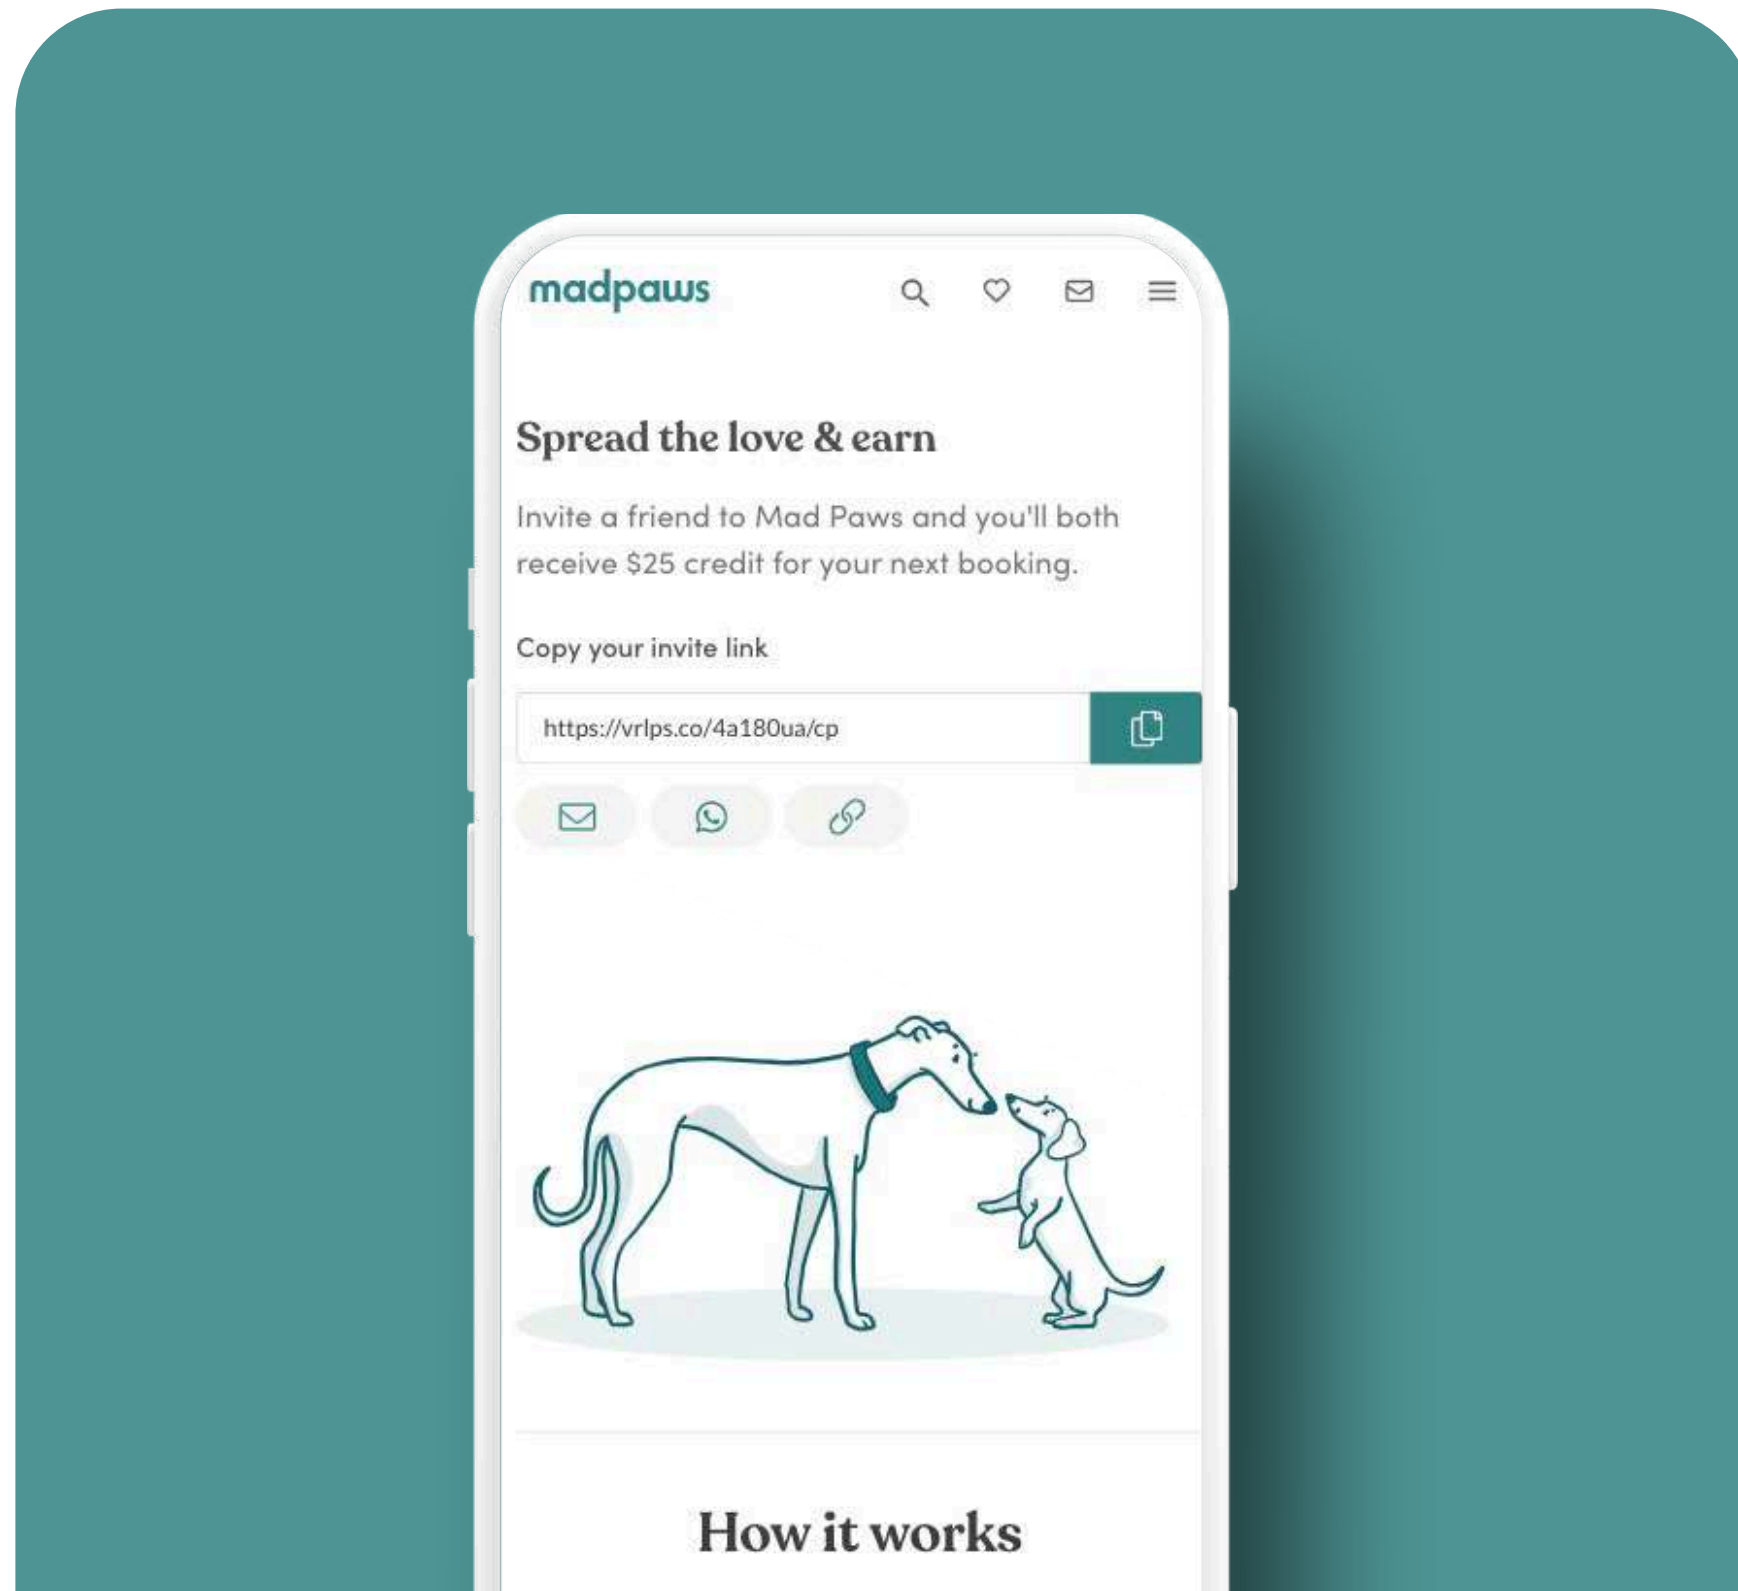 madpaws
Spread the love & earn
Invite a friend to Mad Paws and you'll both
receive $25 credit for your next booking.
Copy your invite link
https://vrlps.co/4a180ua/cp
How it works